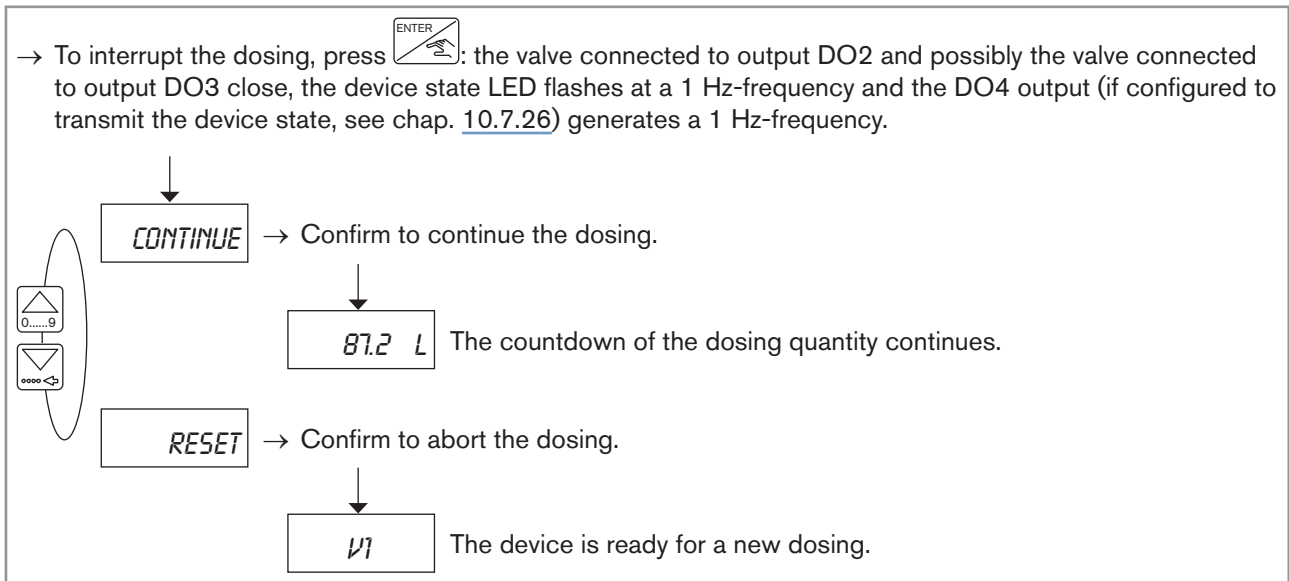 → To interrupt the dosing, press ENTER : the valve connected to output DO2 and possibly the valve connected
to output DO3 close, the device state LED flashes at a 1 Hz-frequency and the DO4 output (if configured to
transmit the device state, see chap. 10.7.26) generates a 1 Hz-frequency.
CONTINUE → Confirm to continue the dosing.
0......9
87.2 L The countdown of the dosing quantity continues.
RESET → Confirm to abort the dosing.
V1 The device is ready for a new dosing.